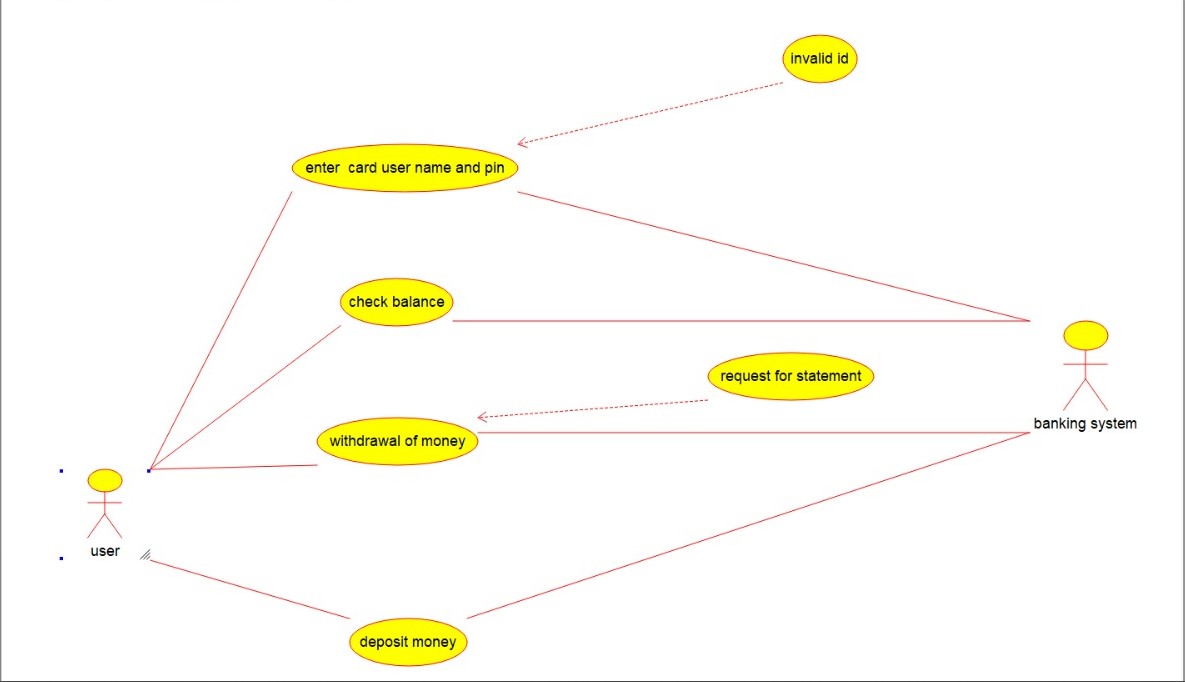 invalid id
enter  card user name and pin
check balance
request for statement
banking system
withdrawal of money
user
deposit money